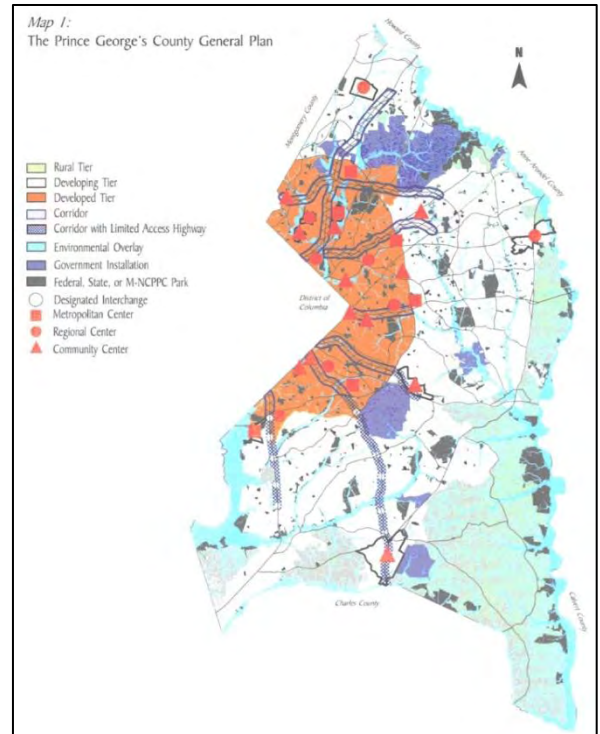 Map 1:
The Prince George's County General Plan
Howard County
N
Montgomery County
Anne Arundel County
Rural Tier
Developing Tier
Developed Tier
Corridor
Corridor with Limited Access Highway
Environmental Overlay
Government Installation
Federal, State, or M-NCPPC Park
Designated Interchange
Metropolitan Center
Regional Center
Community Center
District of
Columbia
Charles County
Calvert County